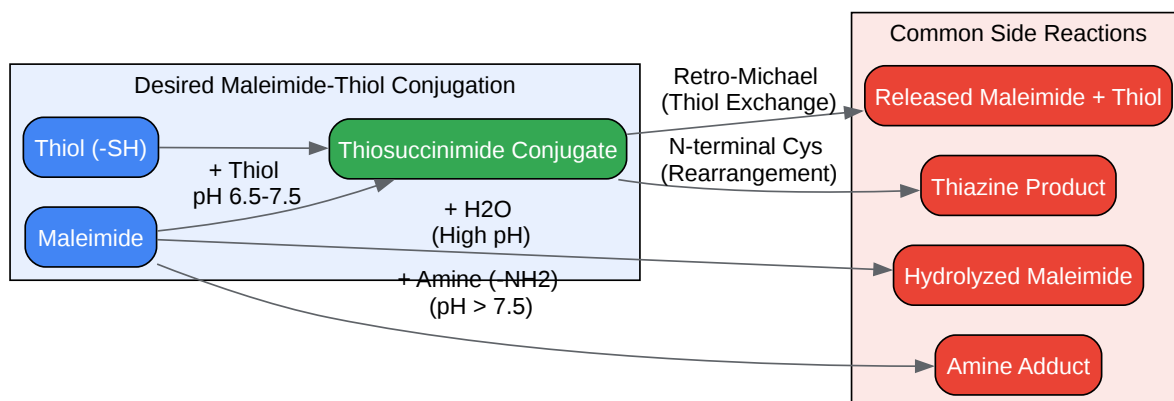 Common Side Reactions
Desired Maleimide-Thiol Conjugation
Retro-Michael
(Thiol Exchange)
Released Maleimide + Thiol
Thiol (-SH)
Thiosuccinimide Conjugate
N-terminal Cys
(Rearrangement)
+ Thiol
pH 6.5-7.5
Thiazine Product
Maleimide
+ H2O
(High pH)
Hydrolyzed Maleimide
+ Amine (-NH2)
(pH > 7.5)
Amine Adduct